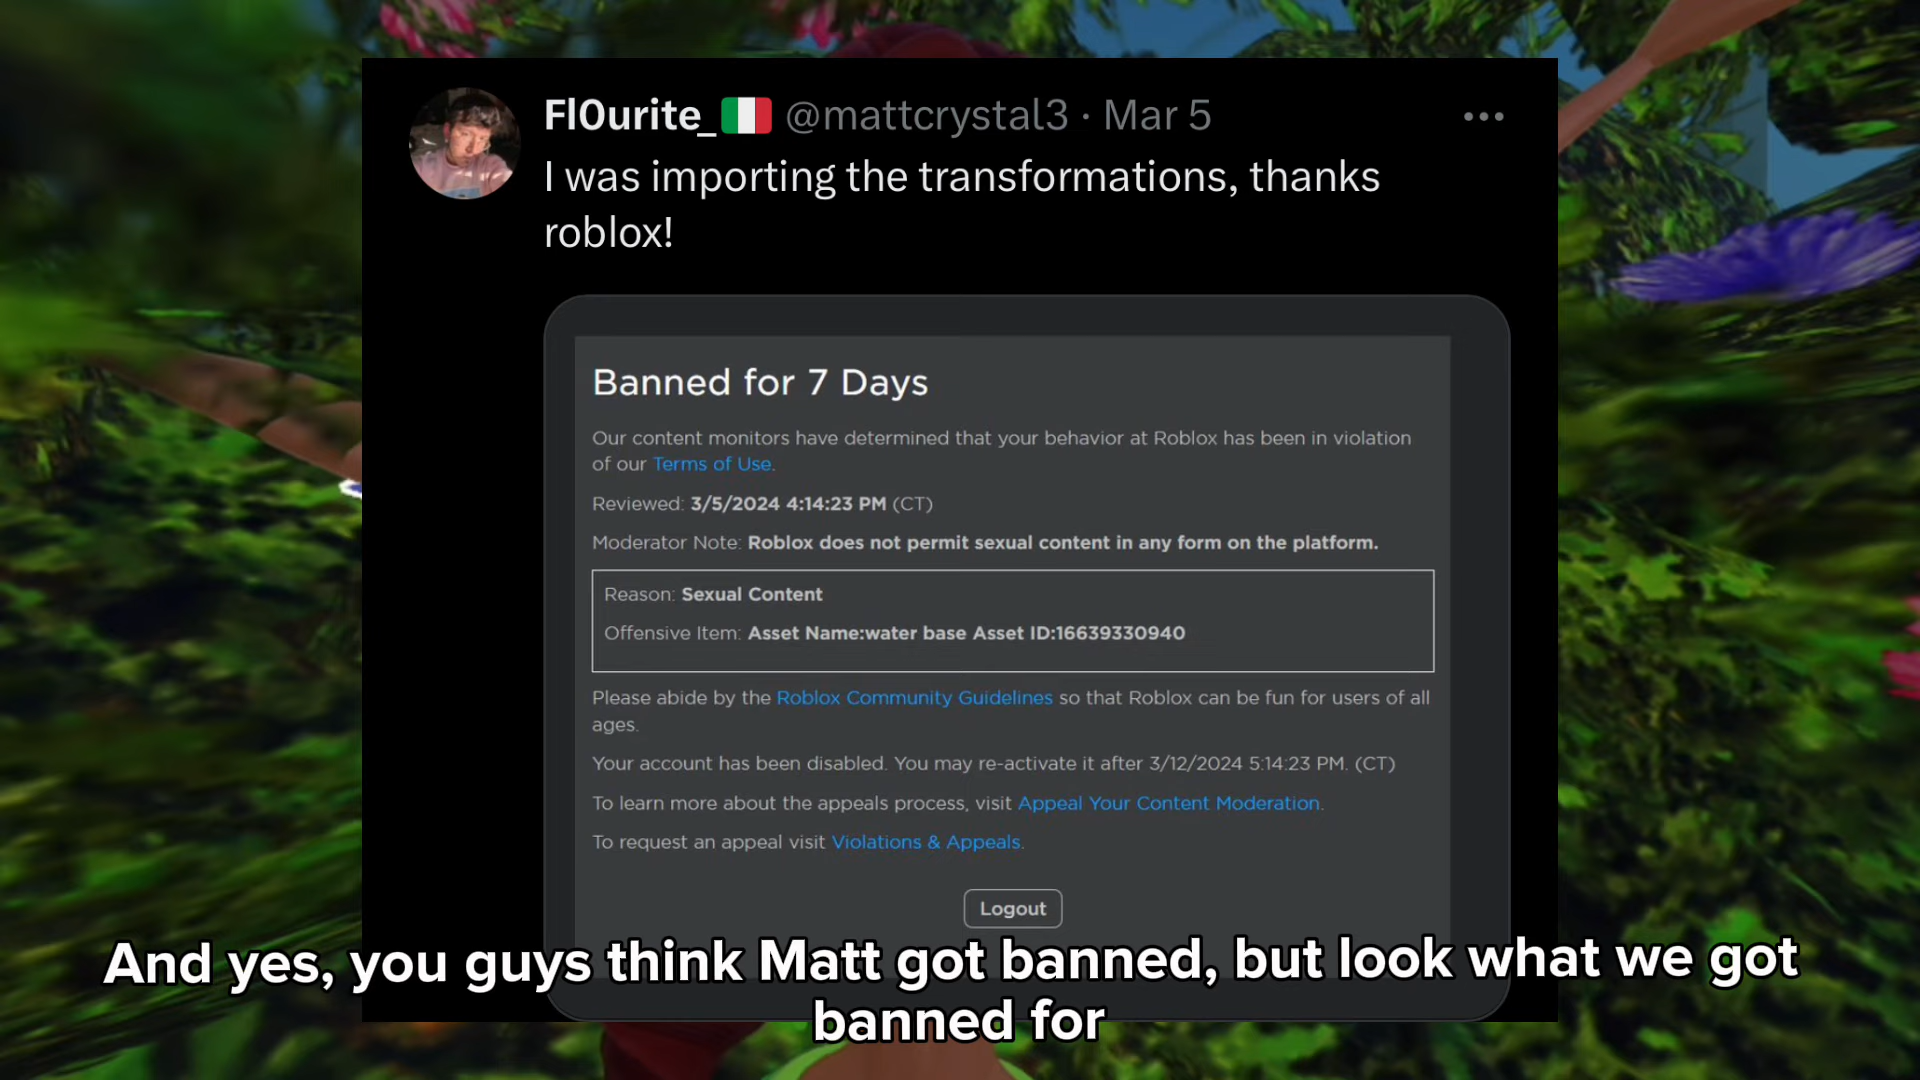 Fl0urite_🇮🇹 @mattcrystal3 · Mar 5
I was importing the transformations, thanks
roblox!
Banned for 7 Days
Our content monitors have determined that your behavior at Roblox has been in violation
of our Terms of Use.
Reviewed: 3/5/2024 4:14:23 PM (CT)
Moderator Note: Roblox does not permit sexual content in any form on the platform.
Reason: Sexual Content
Offensive Item: Asset Name:water base Asset ID:16639330940
Please abide by the Roblox Community Guidelines so that Roblox can be fun for users of all
ages.
Your account has been disabled. You may re-activate it after 3/12/2024 5:14:23 PM. (CT)
To learn more about the appeals process, visit Appeal Your Content Moderation.
To request an appeal visit Violations & Appeals.
Logout
And yes, you guys think Matt got banned, but look what we got
banned for